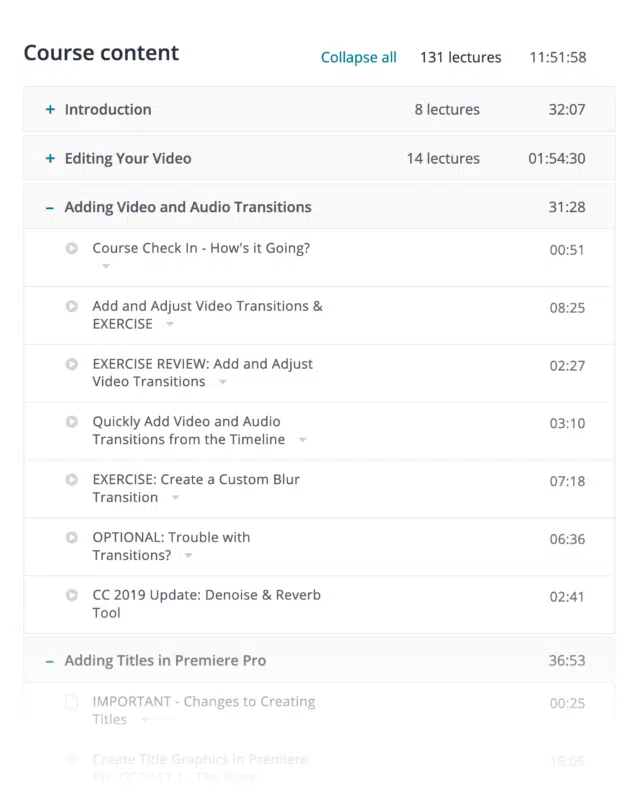 Course content Collapse all 131 lectures 11:51:58
+ Introduction 8 lectures 32:07
+ Editing Your Video 14 lectures 01:54:30
– Adding Video and Audio Transitions 31:28
Course Check In - How's it Going? 00:51
Add and Adjust Video Transitions & 08:25
EXERCISE
EXERCISE REVIEW: Add and Adjust 02:27
Video Transitions
Quickly Add Video and Audio 03:10
Transitions from the Timeline
EXERCISE: Create a Custom Blur 07:18
Transition
OPTIONAL: Trouble with 06:36
Transitions?
CC 2019 Update: Denoise & Reverb 02:41
Tool
– Adding Titles in Premiere Pro 36:53
IMPORTANT - Changes to Creating 00:25
Titles
Create Title Graphics in Premiere 16:05
Pro CC 2017.1 - The Basics